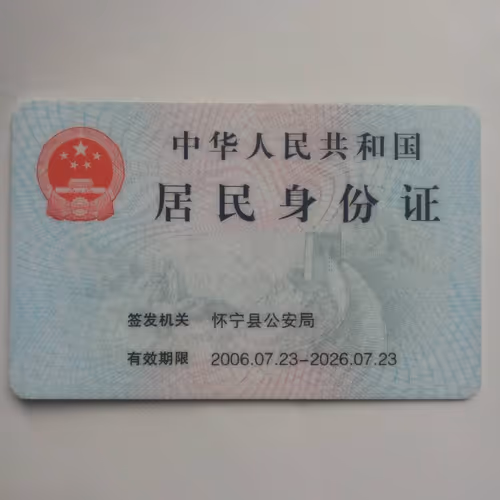 中华人民共和国
居民身份证
签发机关 怀宁县公安局
有效期限 2006.07.23-2026.07.23